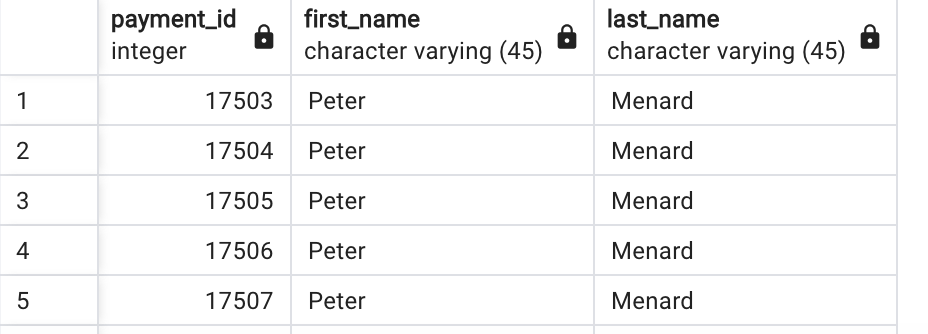 payment_id first_name last_name
integer character varying (45) character varying (45)
1 17503 Peter Menard
2 17504 Peter Menard
3 17505 Peter Menard
4 17506 Peter Menard
5 17507 Peter Menard